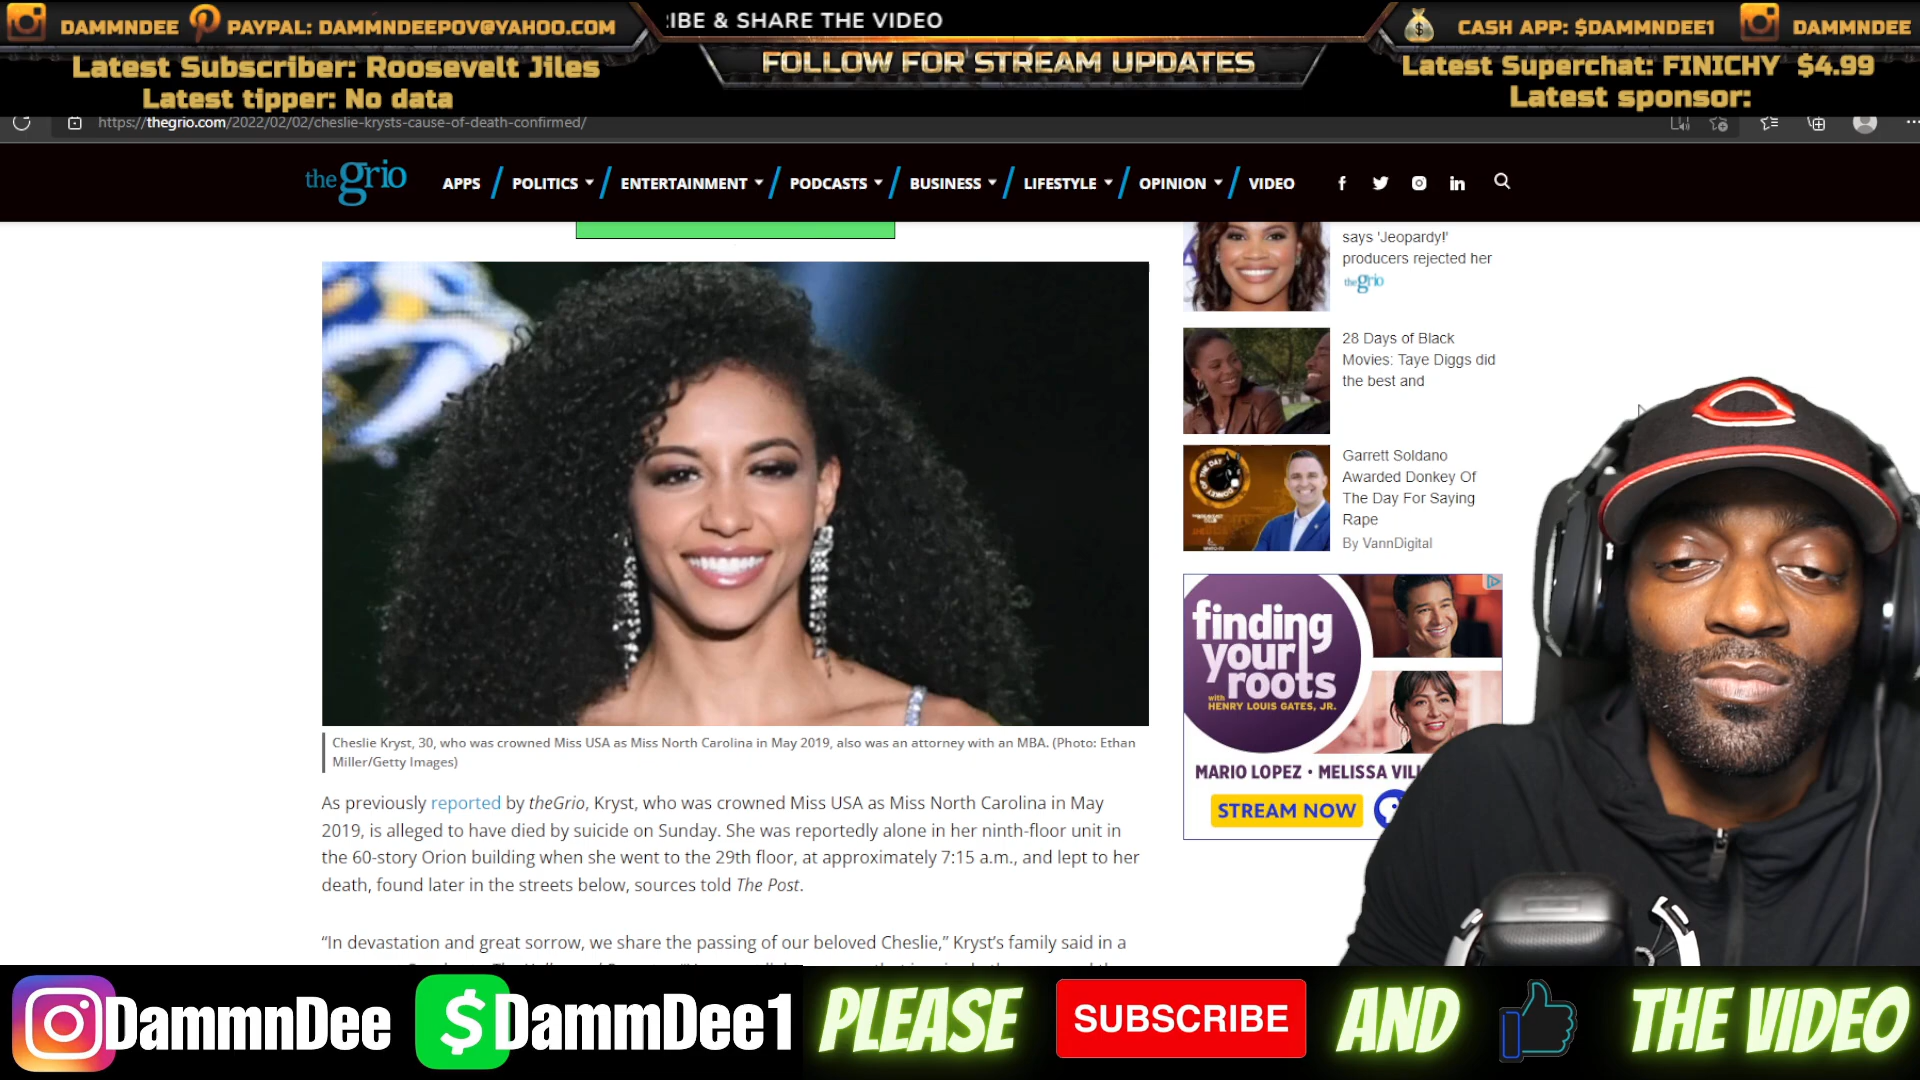 DAMMNDEE PAYPAL: DAMMNDEEPOV@YAHOO.COM
IBE & SHARE THE VIDEO
CASH APP: $DAMMNDEE1 DAMMNDEE
FOLLOW FOR STREAM UPDATES
Latest Subscriber: Roosevelt Jiles
Latest tipper: No data
Latest Superchat: FINICHY $4.99
Latest sponsor:
https://thegrio.com/2022/02/02/cheslie-krysts-cause-of-death-confirmed/
the grio APPS POLITICS ENTERTAINMENT PODCASTS BUSINESS LIFESTYLE OPINION VIDEO
says 'Jeopardy!'
producers rejected her
the grio
28 Days of Black
Movies: Taye Diggs did
the best and
Garrett Soldano
Awarded Donkey Of
The Day For Saying
Rape
By VannDigital
finding
your
roots
with
HENRY LOUIS GATES, JR.
MARIO LOPEZ • MELISSA VIL
STREAM NOW
Cheslie Kryst, 30, who was crowned Miss USA as Miss North Carolina in May 2019, also was an attorney with an MBA. (Photo: Ethan
Miller/Getty Images)
As previously reported by theGrio, Kryst, who was crowned Miss USA as Miss North Carolina in May
2019, is alleged to have died by suicide on Sunday. She was reportedly alone in her ninth-floor unit in
the 60-story Orion building when she went to the 29th floor, at approximately 7:15 a.m., and lept to her
death, found later in the streets below, sources told The Post.
“In devastation and great sorrow, we share the passing of our beloved Cheslie,” Kryst’s family said in a
DammnDee $DammDee1 PLEASE SUBSCRIBE AND THE VIDEO